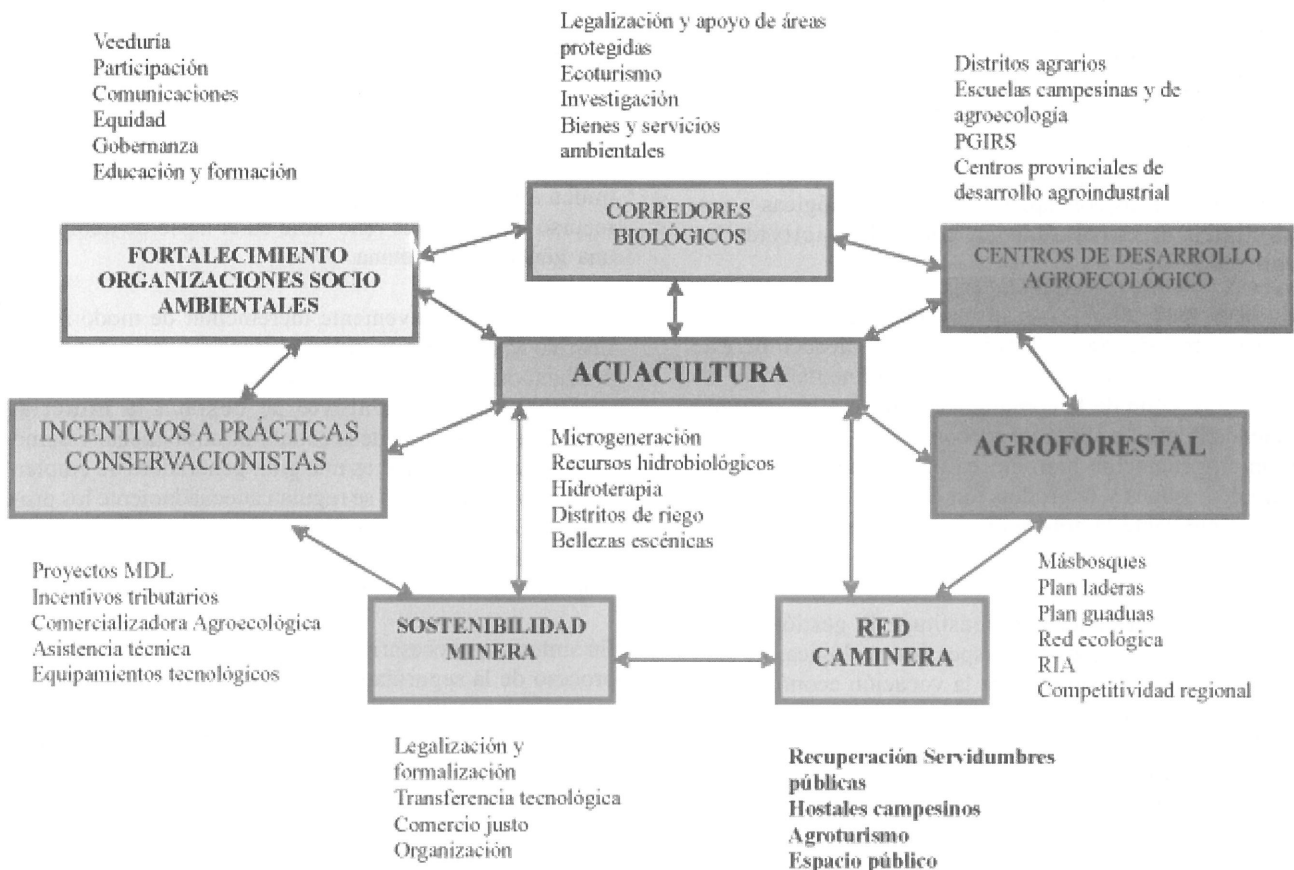 Veeduría
Participación
Comunicaciones
Equidad
Gobernanza
Educación y formación
Legalización y apoyo de áreas
protegidas
Ecoturismo
Investigación
Bienes y servicios
ambientales
Distritos agrarios
Escuelas campesinas y de
agroecología
PGIRS
Centros provinciales de
desarrollo agroindustrial
FORTALECIMIENTO
ORGANIZACIONES SOCIO
AMBIENTALES
CORREDORES
BIOLÓGICOS
CENTROS DE DESARROLLO
AGROECOLÓGICO
ACUACULTURA
INCENTIVOS A PRÁCTICAS
CONSERVACIONISTAS
Microgeneración
Recursos hidrobiológicos
Hidroterapia
Distritos de riego
Bellezas escénicas
AGROFORESTAL
Proyectos MDL
Incentivos tributarios
Comercializadora Agroecológica
Asistencia técnica
Equipamientos tecnológicos
SOSTENIBILIDAD
MINERA
RED
CAMINERA
Másbosques
Plan laderas
Plan guaduas
Red ecológica
RIA
Competitividad regional
Legalización y
formalización
Transferencia tecnológica
Comercio justo
Organización
Recuperación Servidumbres
públicas
Hostales campesinos
Agroturismo
Espacio público